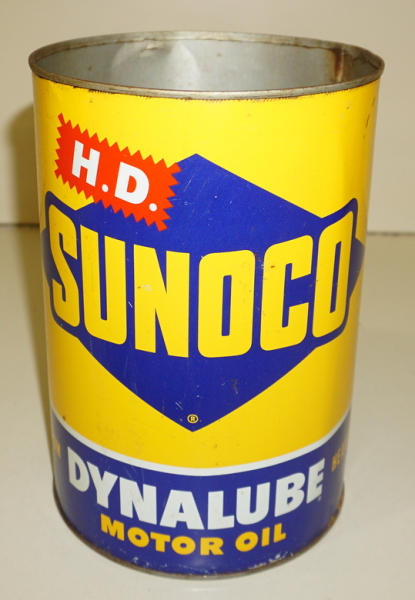 H.D.
SUNOCO
®
DYNALUBE
MOTOR OIL